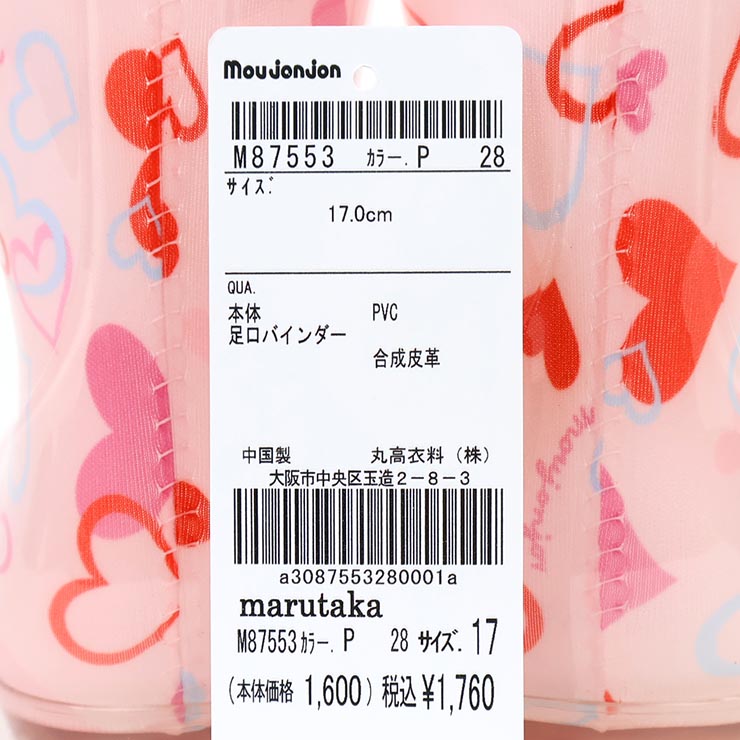 moujonjon
M87553 カラー. P 28
サイズ:
17.0cm
QUA.
本体 PVC
足口バインダー
合成皮革
中国製 丸高衣料(株)
大阪市中央区玉造2-8-3
a3087553280001a
marutaka
M87553 カラー. P 28 サイズ. 17
(本体価格 1,600) 税込 ¥1,760
moujonjon